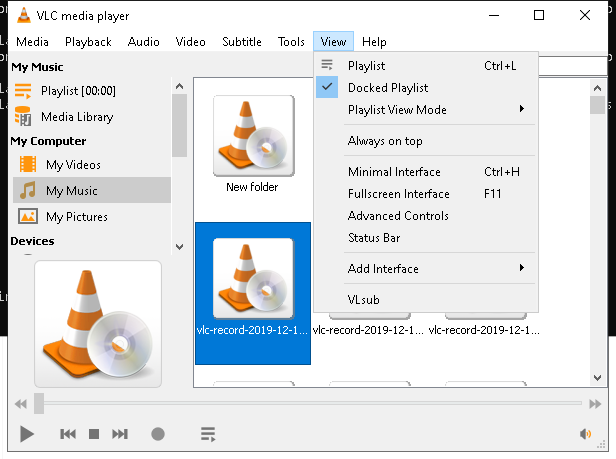 VLC media player
Media Playback Audio Video Subtitle Tools View Help
My Music
Playlist [00:00]
Media Library
My Computer
My Videos
My Music
My Pictures
Devices
New folder
vlc-record-2019-12-1...
vlc-record-2019-12-1...
vlc-record-2019-12-1...
Playlist Ctrl+L
Docked Playlist
Playlist View Mode
Always on top
Minimal Interface Ctrl+H
Fullscreen Interface F11
Advanced Controls
Status Bar
Add Interface
VLsub